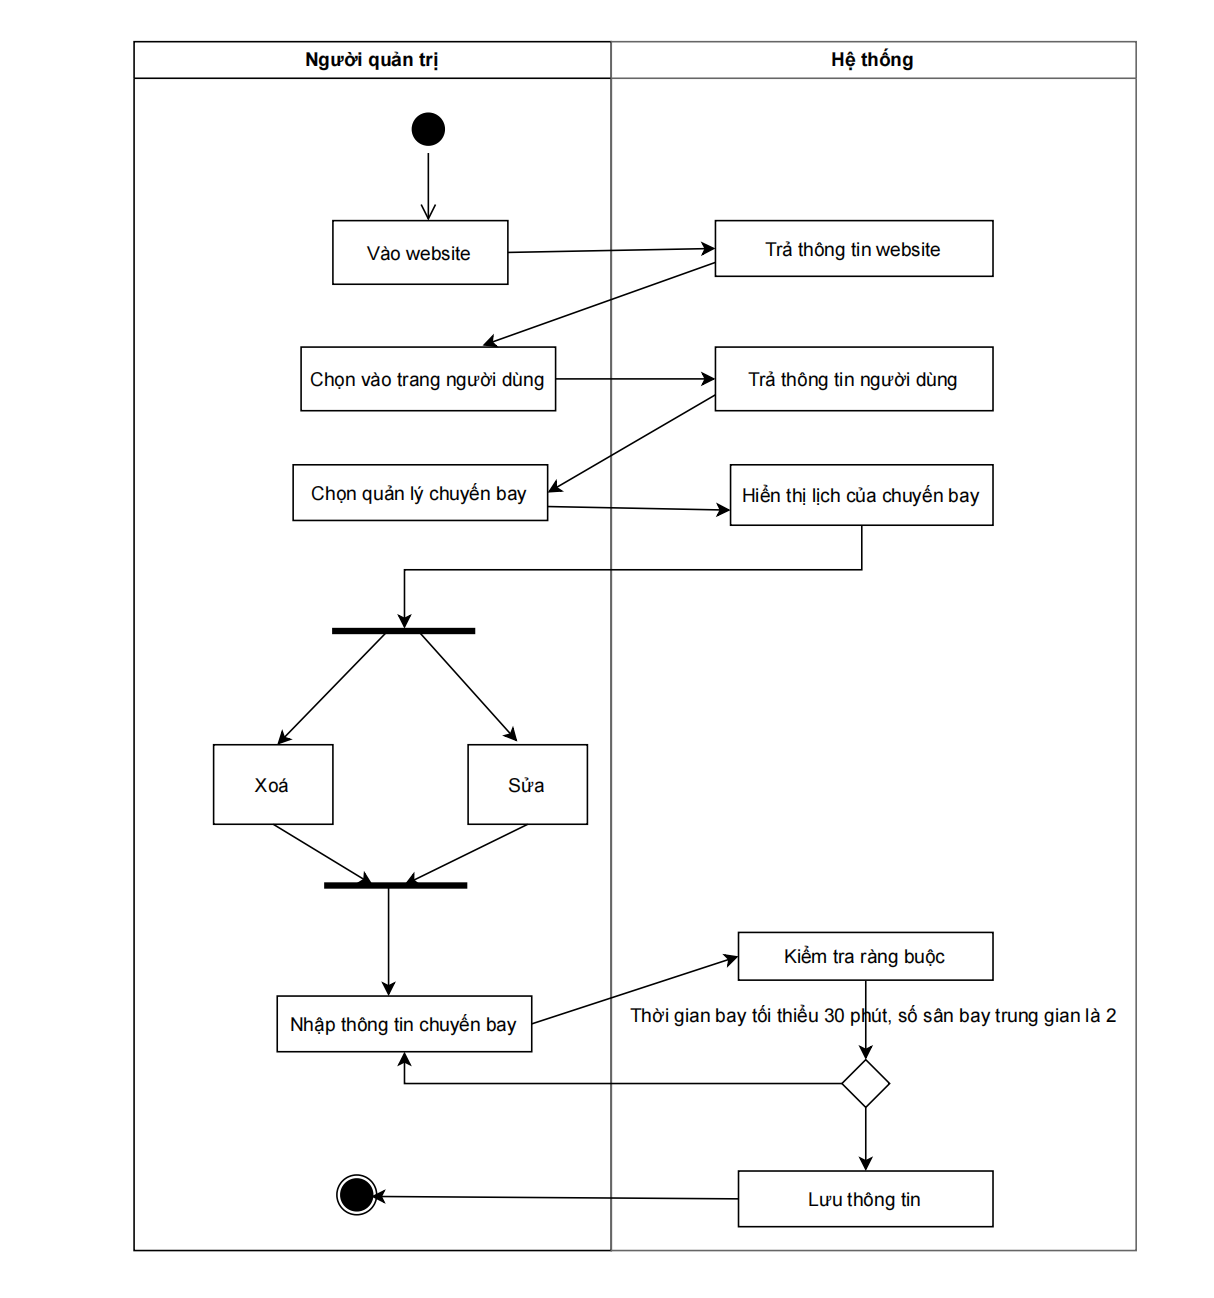 Người quản trị
Hệ thống
Vào website
Trả thông tin website
Chọn vào trang người dùng
Trả thông tin người dùng
Chọn quản lý chuyến bay
Hiển thị lịch của chuyến bay
Xoá
Sửa
Kiểm tra ràng buộc
Thời gian bay tối thiểu 30 phút, số sân bay trung gian là 2
Nhập thông tin chuyến bay
Lưu thông tin